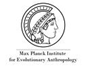 Max Planck Institute
for Evolutionary Anthropology